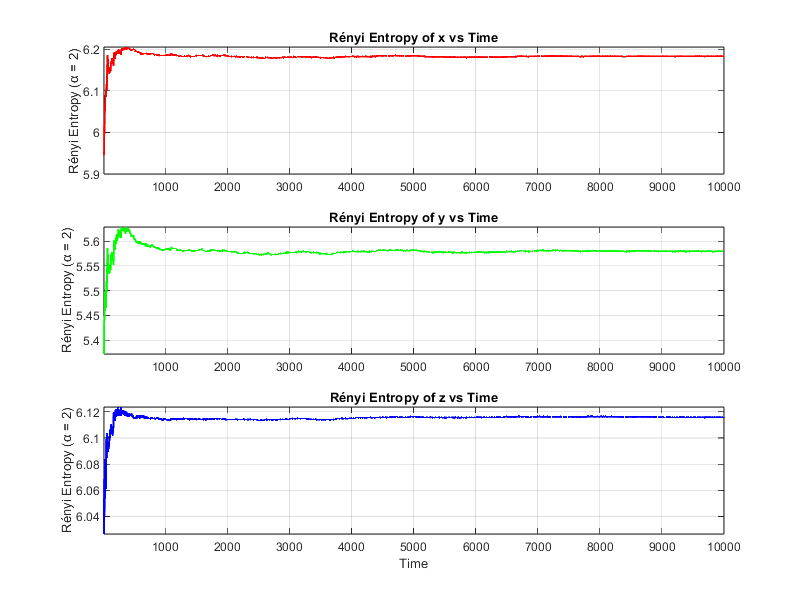 Rényi Entropy of x vs Time
Rényi Entropy (α = 2)
6.2
6.1
6
5.9
1000 2000 3000 4000 5000 6000 7000 8000 9000 10000
Rényi Entropy of y vs Time
Rényi Entropy (α = 2)
5.6
5.55
5.5
5.45
5.4
1000 2000 3000 4000 5000 6000 7000 8000 9000 10000
Rényi Entropy of z vs Time
Rényi Entropy (α = 2)
6.12
6.1
6.08
6.06
6.04
1000 2000 3000 4000 5000 6000 7000 8000 9000 10000
Time